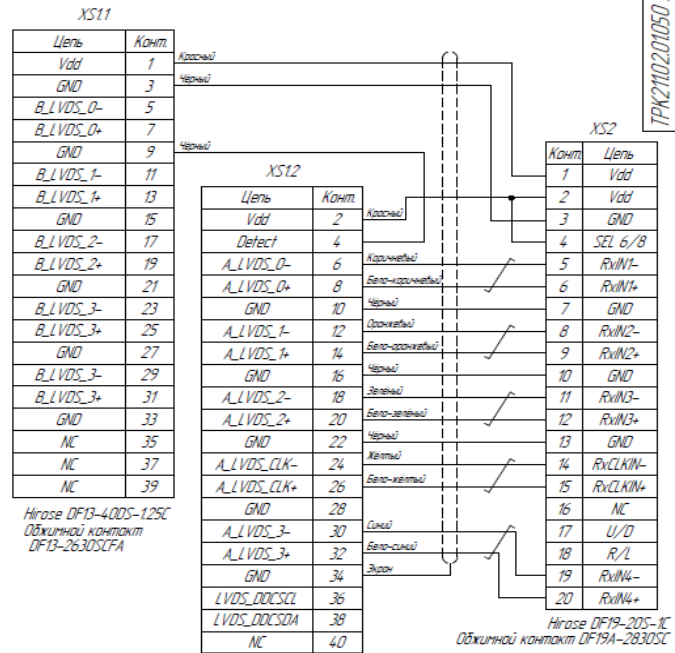 TPK21102.01.050
XS1.1
Цепь Конт.
Vdd 1 Красный
GND 3 Чёрный
B_LVDS_0- 5
B_LVDS_0+ 7
GND 9 Чёрный
B_LVDS_1- 11
B_LVDS_1+ 13
GND 15
B_LVDS_2- 17
B_LVDS_2+ 19
GND 21
B_LVDS_3- 23
B_LVDS_3+ 25
GND 27
B_LVDS_3- 29
B_LVDS_3+ 31
GND 33
NC 35
NC 37
NC 39
Hirose DF13-40DS-1.25C
Обжимной контакт
DF13-2630SCFA
XS1.2
Цепь Конт.
Vdd 2 Красный
Detect 4
A_LVDS_0- 6 Коричневый
A_LVDS_0+ 8 Бело-коричневый
GND 10 Черный
A_LVDS_1- 12 Оранжевый
A_LVDS_1+ 14 Бело-оранжевый
GND 16 Черный
A_LVDS_2- 18 Зеленый
A_LVDS_2+ 20 Бело-зеленый
GND 22 Черный
A_LVDS_CLK- 24 Желтый
A_LVDS_CLK+ 26 Бело-желтый
GND 28
A_LVDS_3- 30 Синий
A_LVDS_3+ 32 Бело-синий
GND 34 Экран
LVDS_DDCSCL 36
LVDS_DDCSDA 38
NC 40
XS2
Конт. Цепь
1 Vdd
2 Vdd
3 GND
4 SEL 6/8
5 RxIN1-
6 RxIN1+
7 GND
8 RxIN2-
9 RxIN2+
10 GND
11 RxIN3-
12 RxIN3+
13 GND
14 RxCLKIN-
15 RxCLKIN+
16 NC
17 U/D
18 R/L
19 RxIN4-
20 RxIN4+
Hirose DF19-20S-1C
Обжимной контакт DF19A-2830SC